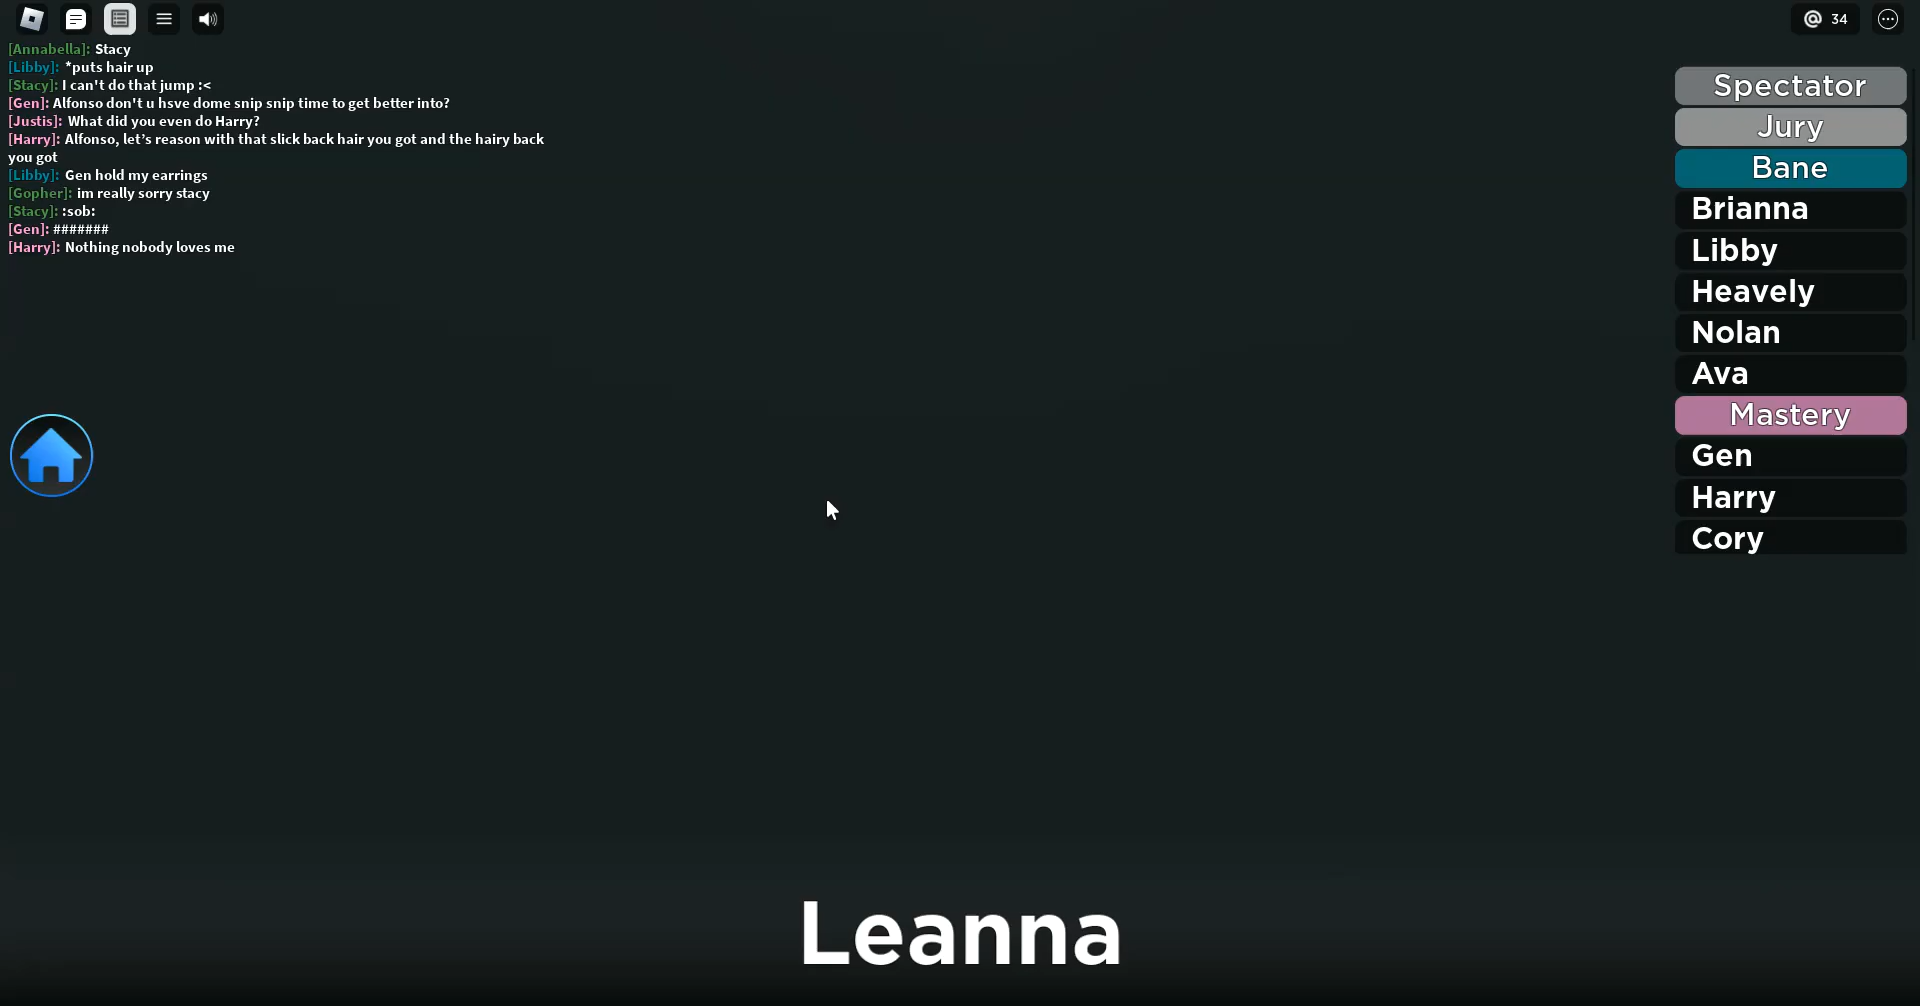 34
[Annabella]: Stacy
[Libby]: *puts hair up
[Stacy]: I can't do that jump :<
[Gen]: Alfonso don't u hsve dome snip snip time to get better into?
[Justis]: What did you even do Harry?
[Harry]: Alfonso, let’s reason with that slick back hair you got and the hairy back
you got
[Libby]: Gen hold my earrings
[Gopher]: im really sorry stacy
[Stacy]: :sob:
[Gen]: #######
[Harry]: Nothing nobody loves me
Spectator
Jury
Bane
Brianna
Libby
Heavely
Nolan
Ava
Mastery
Gen
Harry
Cory
Leanna